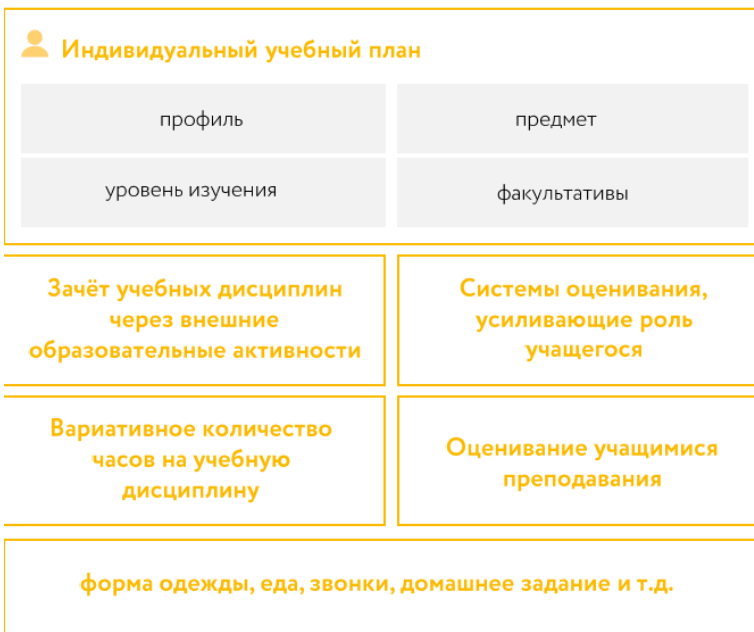 Индивидуальный учебный план
профиль
предмет
уровень изучения
факультативы
Зачёт учебных дисциплин
через внешние
образовательные активности
Системы оценивания,
усиливающие роль
учащегося
Вариативное количество
часов на учебную
дисциплину
Оценивание учащимися
преподавания
форма одежды, еда, звонки, домашнее задание и т.д.